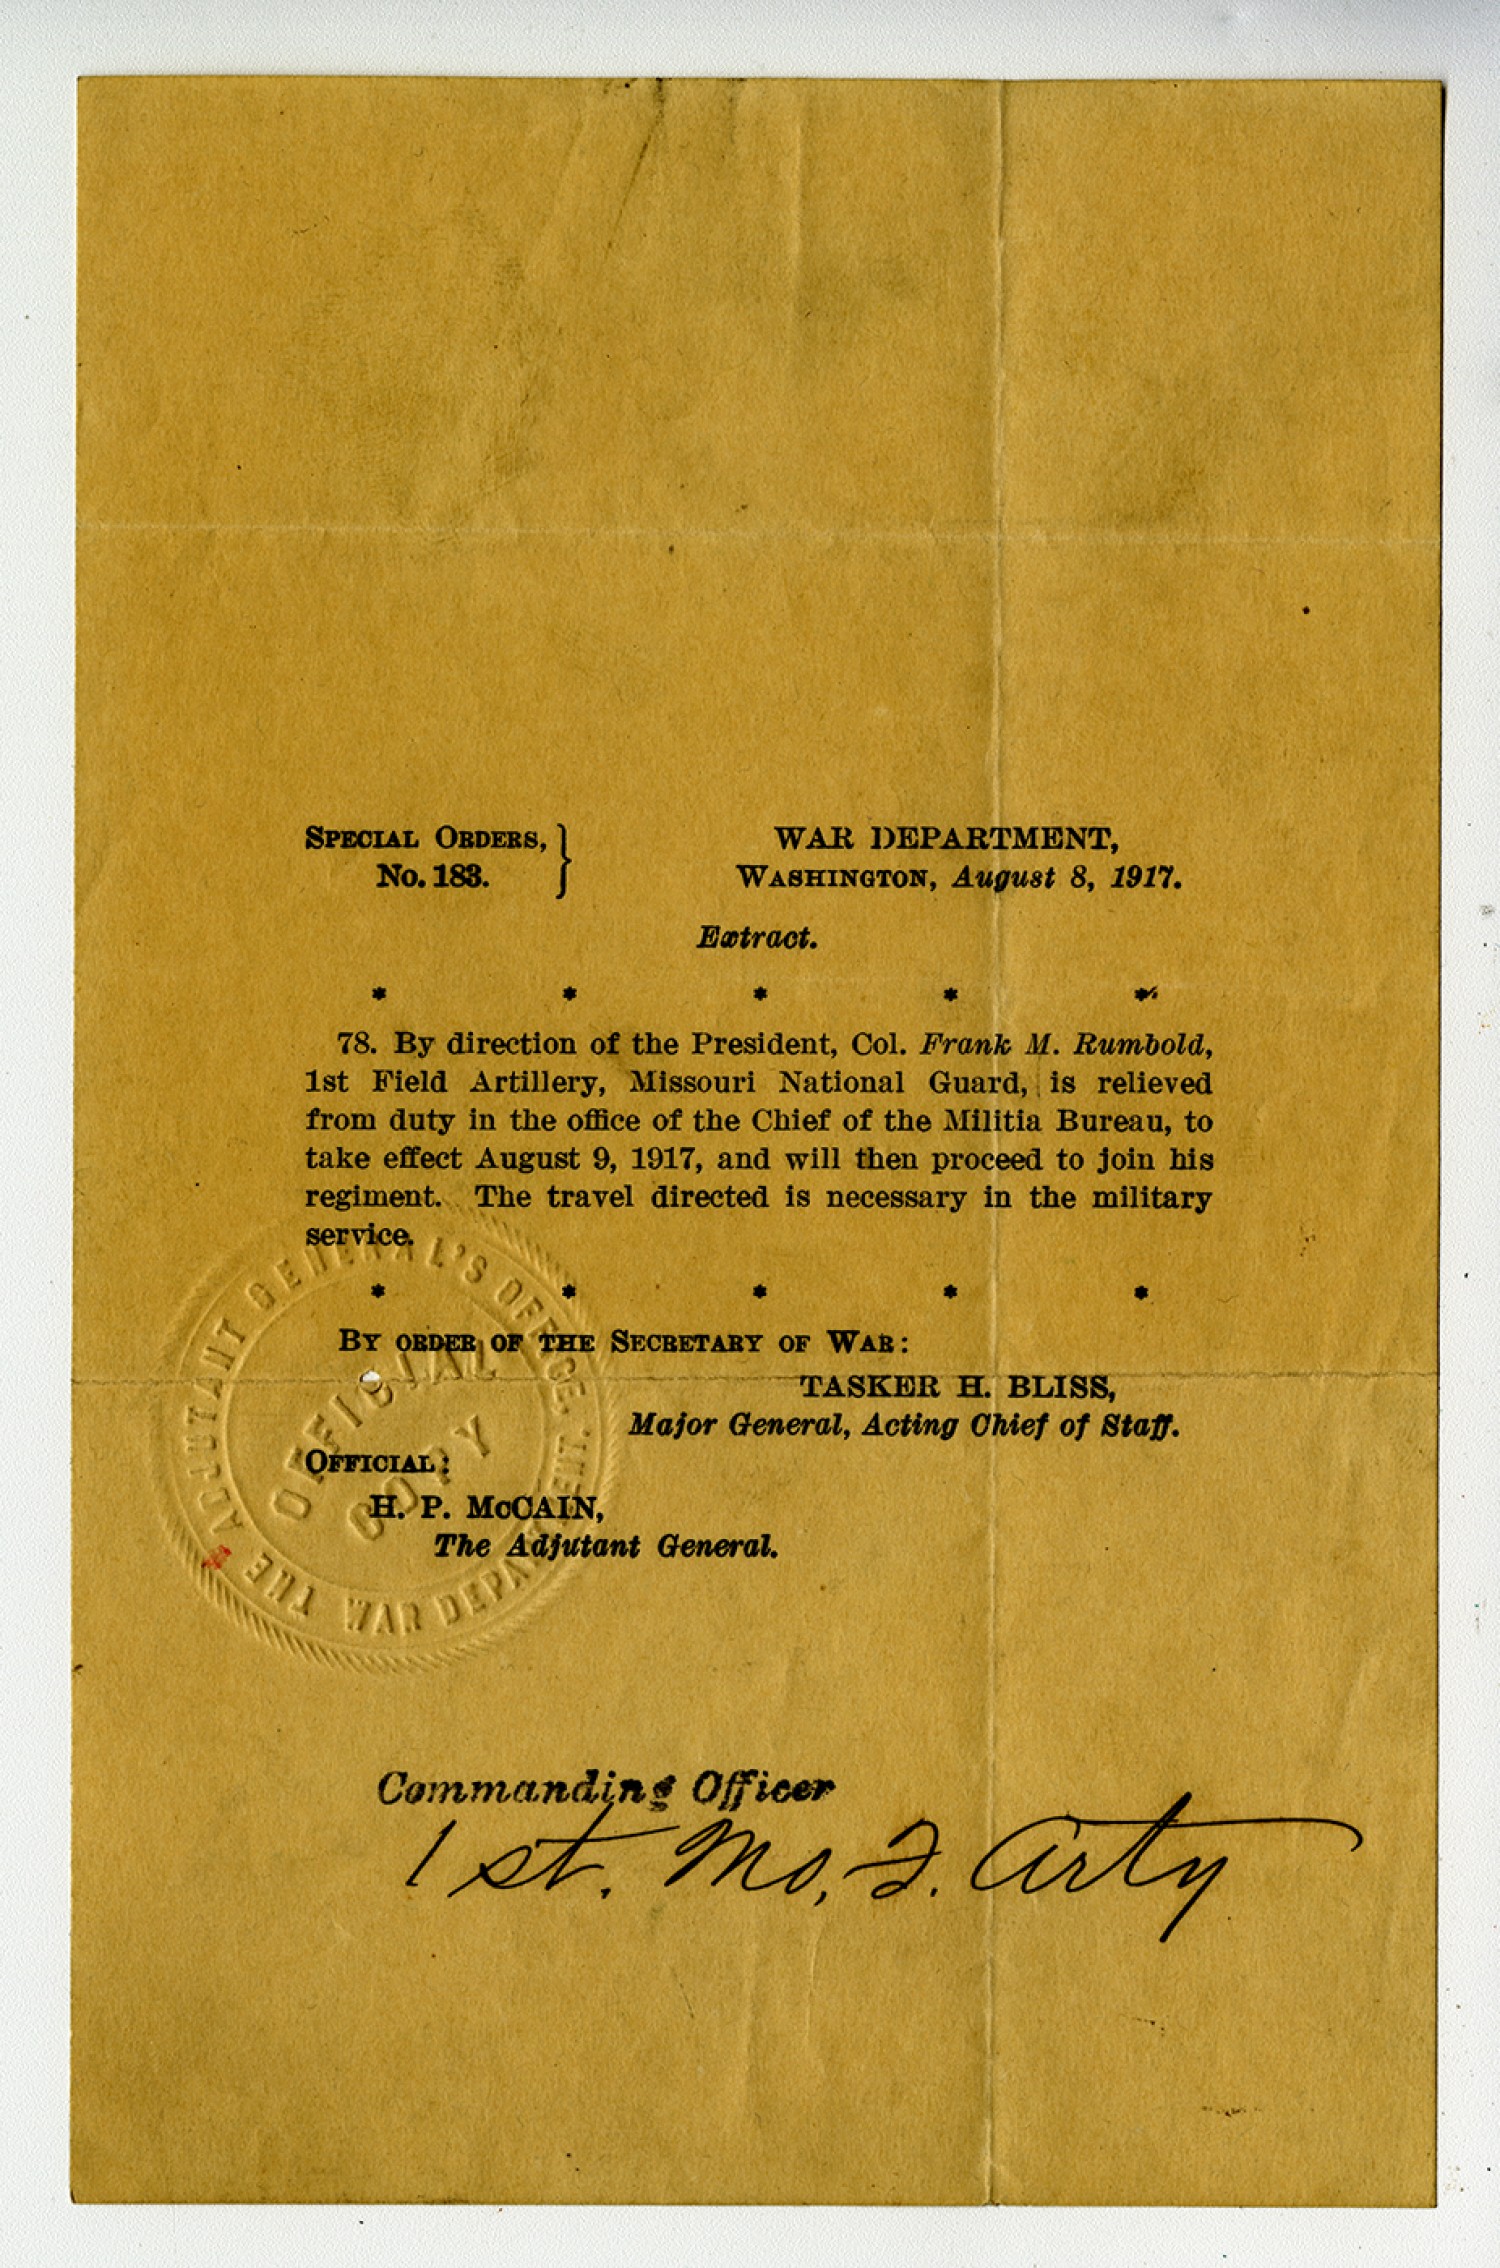 SPECIAL ORDERS, }
No. 183.
WAR DEPARTMENT,
WASHINGTON, August 8, 1917.
Extract.
* * * * *
78. By direction of the President, Col. Frank M. Rumbold,
1st Field Artillery, Missouri National Guard, is relieved
from duty in the office of the Chief of the Militia Bureau, to
take effect August 9, 1917, and will then proceed to join his
regiment. The travel directed is necessary in the military
service.
* * * * *
BY ORDER OF THE SECRETARY OF WAR:
TASKER H. BLISS,
Major General, Acting Chief of Staff.
OFFICIAL:
H. P. McCAIN,
The Adjutant General.
THE ADJUTANT GENERAL'S OFFICE, WAR DEPARTMENT.
OFFICIAL
COPY
Commanding Officer
1st. Mo, F. Arty